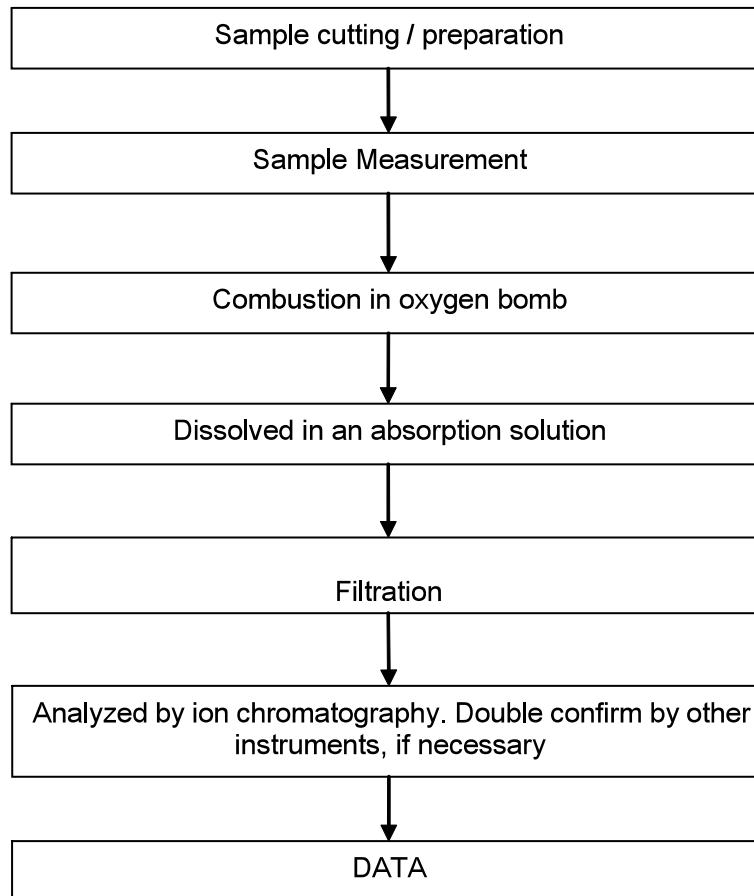 Sample cutting / preparation
Sample Measurement
Combustion in oxygen bomb
Dissolved in an absorption solution
Filtration
Analyzed by ion chromatography. Double confirm by other
instruments, if necessary
DATA